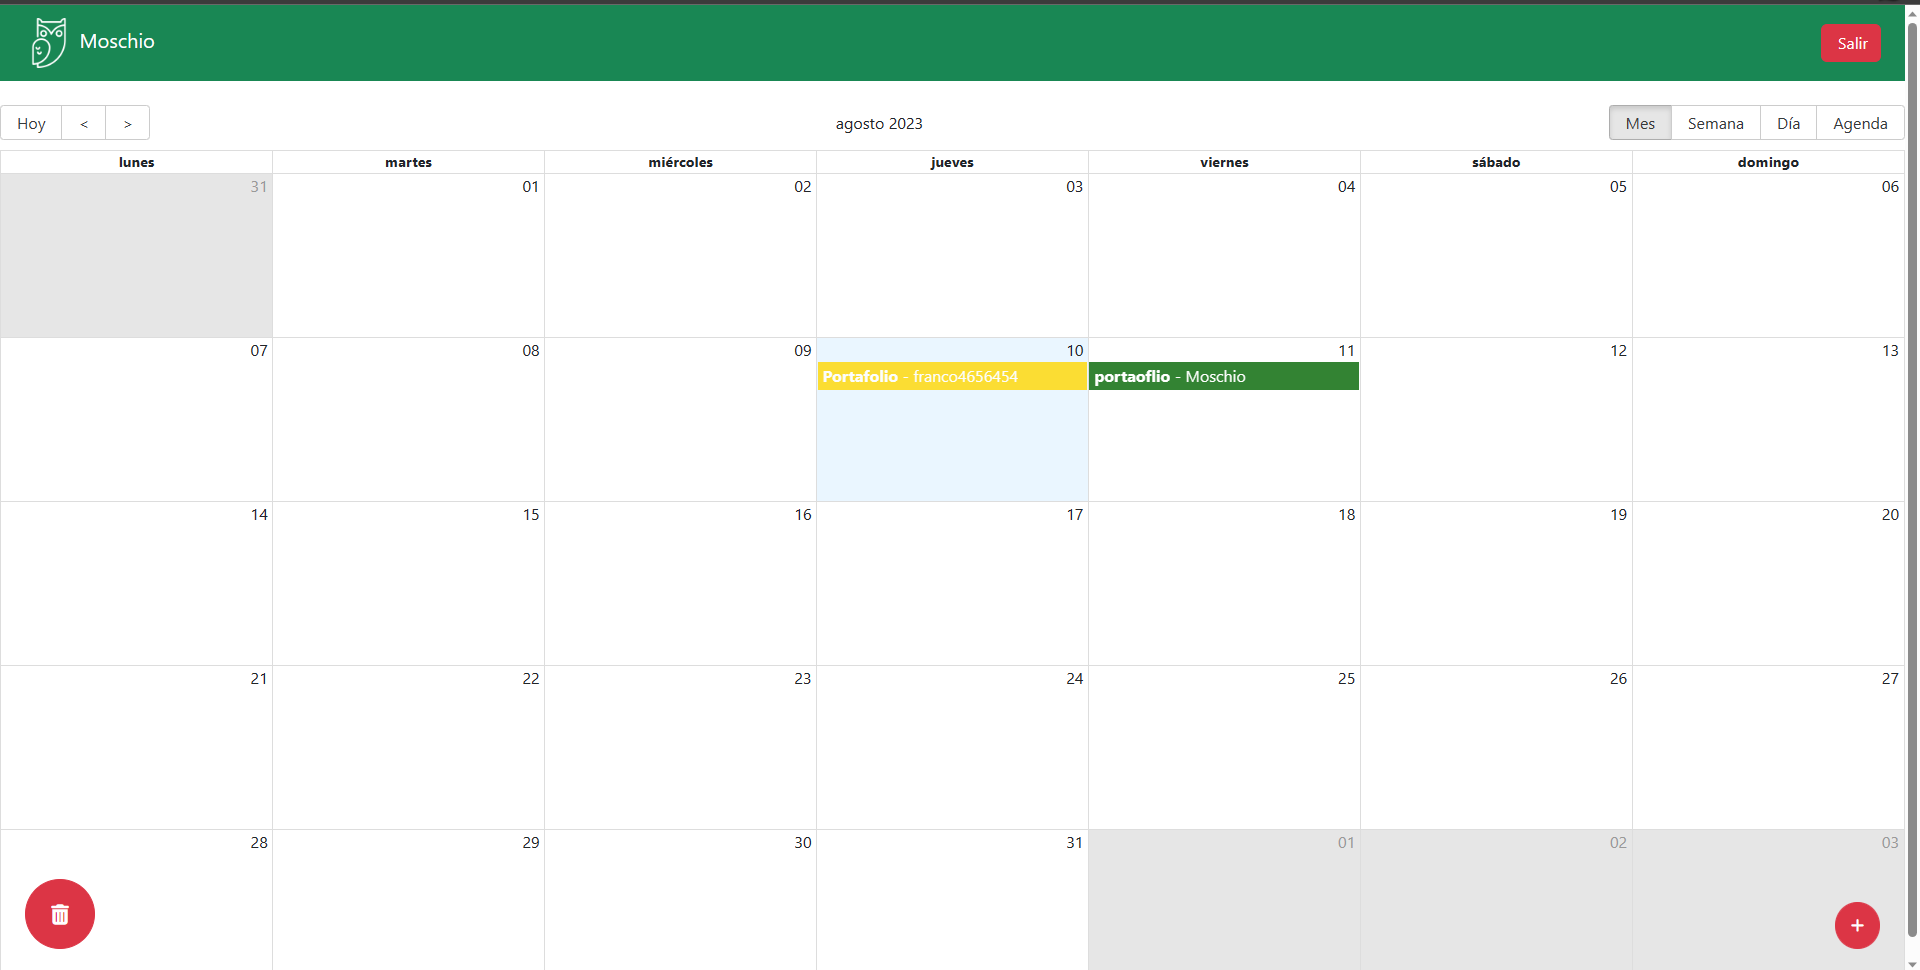 Moschio
Salir
Hoy < >
agosto 2023
Mes Semana Día Agenda
lunes martes miércoles jueves viernes sábado domingo
31 01 02 03 04 05 06
07 08 09 10 11 12 13
Portafolio - franco4656454 portaoflio - Moschio
14 15 16 17 18 19 20
21 22 23 24 25 26 27
28 29 30 31 01 02 03
+